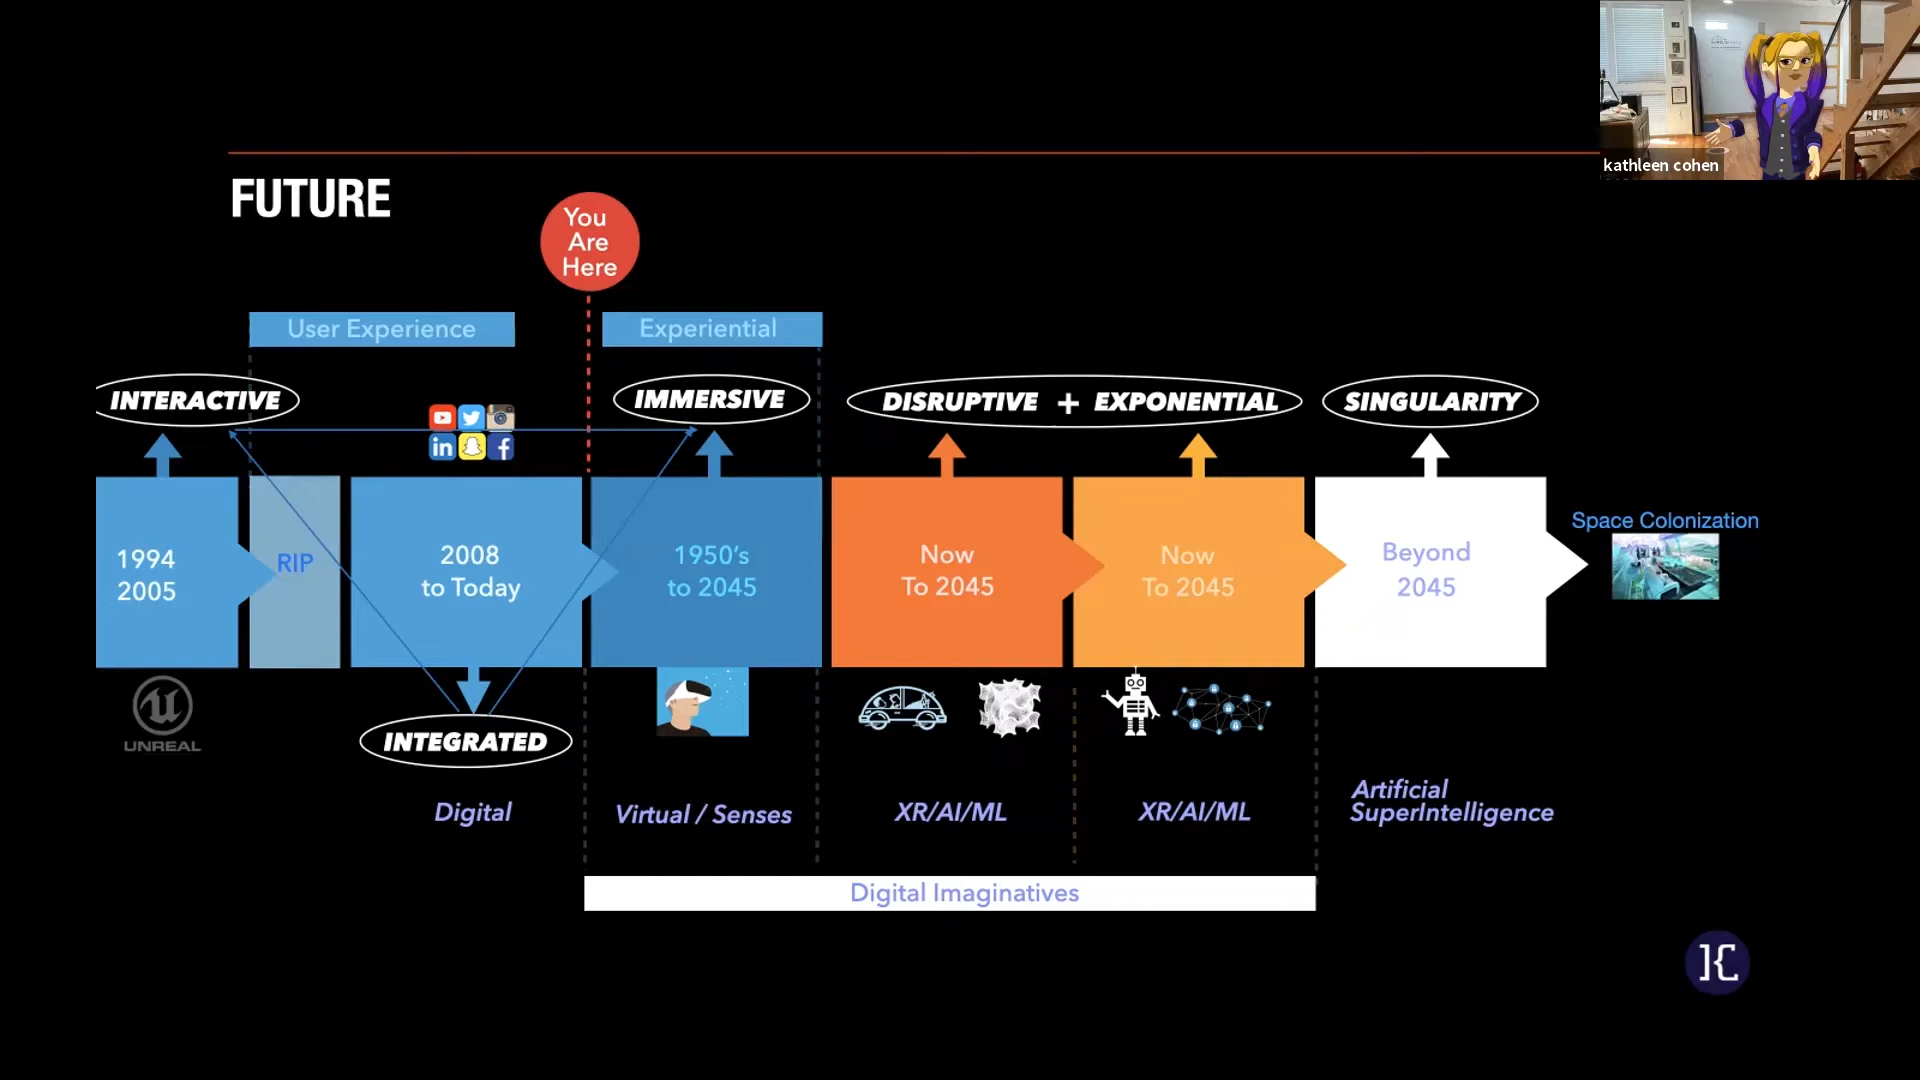 kathleen cohen
FUTURE
You
Are
Here
User Experience
Experiential
INTERACTIVE
IMMERSIVE
DISRUPTIVE + EXPONENTIAL
SINGULARITY
in
f
1994
2005
RIP
2008
to Today
1950's
to 2045
Now
To 2045
Now
To 2045
Beyond
2045
Space Colonization
UNREAL
INTEGRATED
Digital
Virtual / Senses
XR/AI/ML
XR/AI/ML
Artificial
SuperIntelligence
Digital Imaginatives